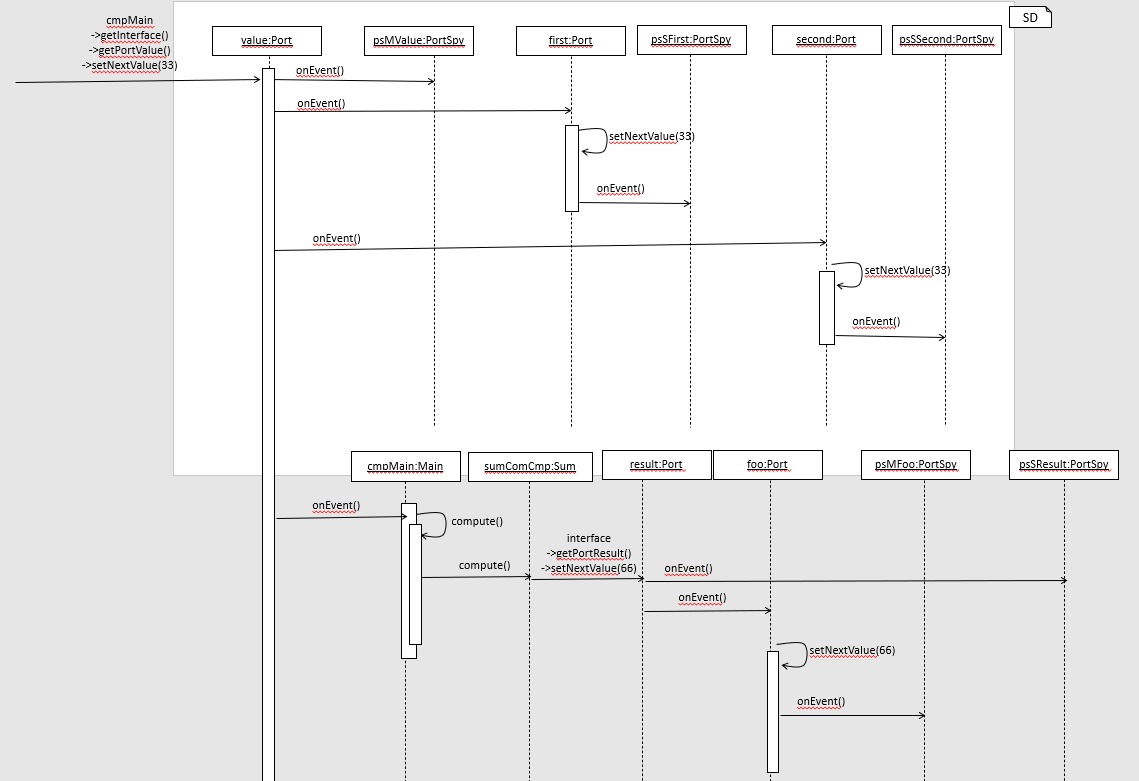 cmpMain
->getInterface()
->getPortValue()
->setNextValue(33)
SD
value:Port
psMValue:PortSpy
first:Port
psSFirst:PortSpy
second:Port
psSSecond:PortSpy
onEvent()
onEvent()
setNextValue(33)
onEvent()
onEvent()
setNextValue(33)
onEvent()
cmpMain:Main
sumComCmp:Sum
result:Port
foo:Port
psMFoo:PortSpy
psSResult:PortSpy
onEvent()
compute()
interface
->getPortResult()
->setNextValue(66)
compute()
onEvent()
onEvent()
setNextValue(66)
onEvent()